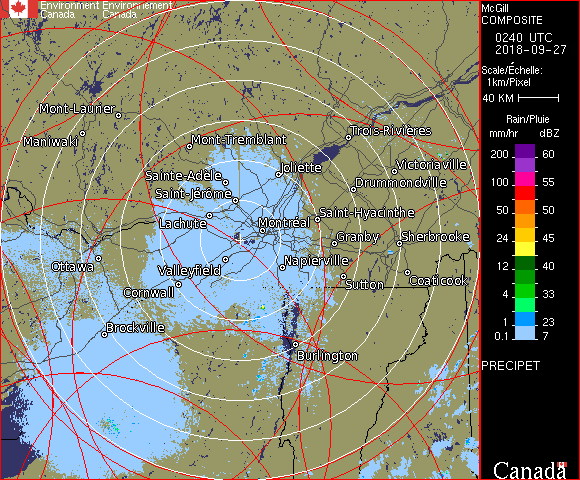 Environment Environnement
Canada Canada
McGill
COMPOSITE
0240 UTC
2018-09-27
Scale/Échelle:
1km/Pixel
40 KM
Rain/Pluie
mm/hr dBZ
200 60
100 55
50 50
24 45
12 40
4 33
1 23
0.1 7
PRECIPET
Canada
Mont-Laurier
Maniwaki
Mont-Tremblant
Trois-Rivières
Sainte-Adèle
Joliette
Victoriaville
Saint-Jérôme
Drummondville
Lachute
Montréal
Saint-Hyacinthe
Granby
Sherbrooke
Ottawa
Valleyfield
Napierville
Cornwall
Sutton
Coaticook
Brockville
Burlington